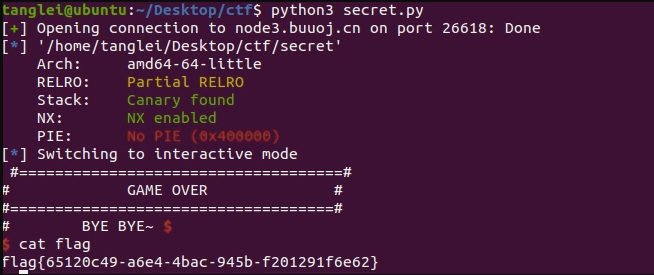 tanglei@ubuntu:~/Desktop/ctf$ python3 secret.py
[+] Opening connection to node3.buuoj.cn on port 26618: Done
[*] '/home/tanglei/Desktop/ctf/secret'
    Arch:     amd64-64-little
    RELRO:    Partial RELRO
    Stack:    Canary found
    NX:       NX enabled
    PIE:      No PIE (0x400000)
[*] Switching to interactive mode
 #===================================#
#             GAME OVER             #
#===================================#
#        BYE BYE~ $
$ cat flag
flag{65120c49-a6e4-4bac-945b-f201291f6e62}